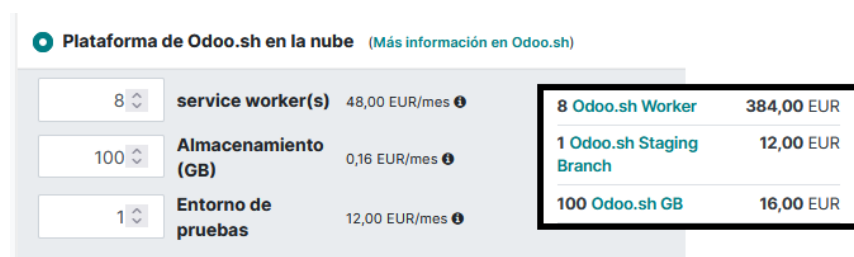 Plataforma de Odoo.sh en la nube (Más información en Odoo.sh)
8 service worker(s) 48,00 EUR/mes
100 Almacenamiento (GB) 0,16 EUR/mes
1 Entorno de pruebas 12,00 EUR/mes
8 Odoo.sh Worker 384,00 EUR
1 Odoo.sh Staging Branch 12,00 EUR
100 Odoo.sh GB 16,00 EUR